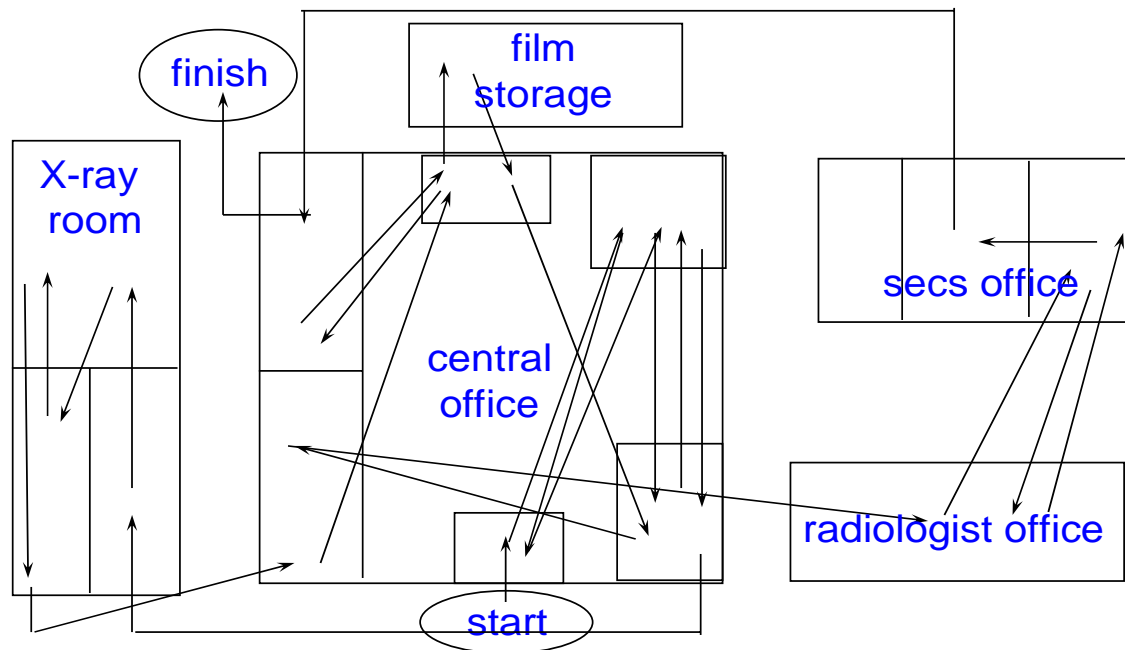 film
storage
finish
X-ray
room
secs office
central
office
radiologist office
start